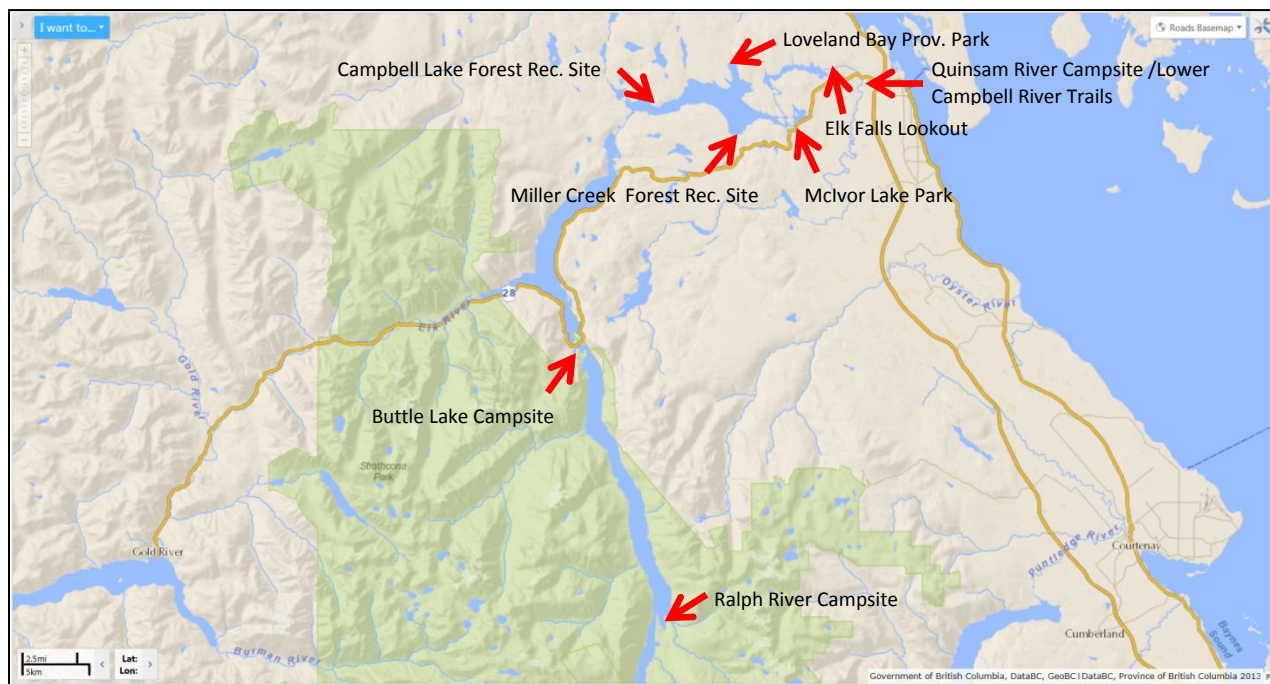 I want to...
Roads Basemap
Loveland Bay Prov. Park
Campbell Lake Forest Rec. Site
Quinsam River Campsite /Lower
Campbell River Trails
Elk Falls Lookout
Miller Creek  Forest Rec. Site
McIvor Lake Park
28
Elk River
Oyster River
Gold River
Buttle Lake Campsite
Strathcona
Park
Gold River
Puntledge River
Courtenay
Ralph River Campsite
Cumberland
Baynes
Sound
Burman River
2.5mi
5km
Lat:
Lon:
Government of British Columbia, DataBC, GeoBC | DataBC, Province of British Columbia 2013